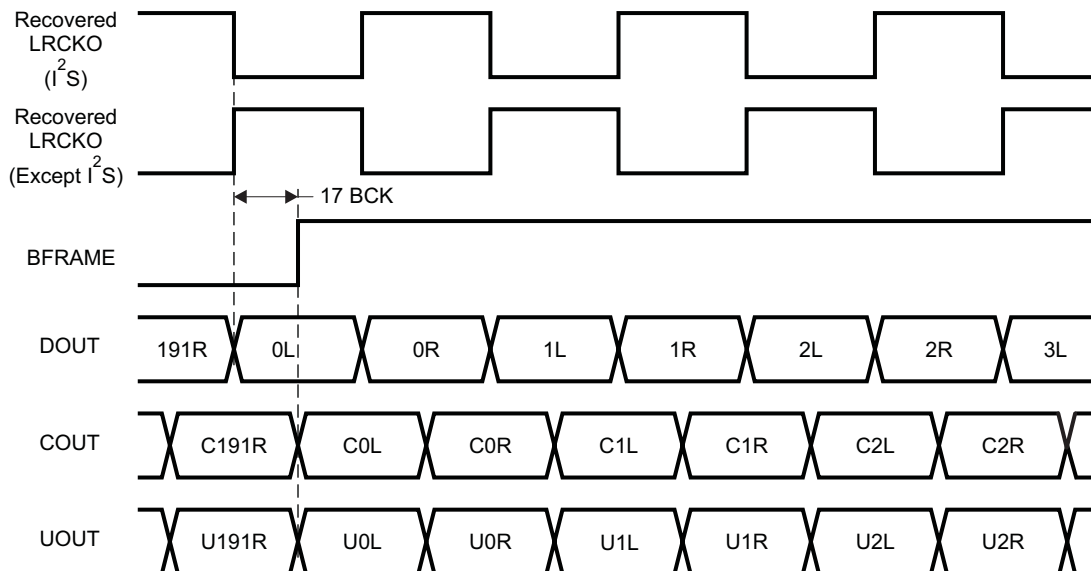 Recovered
LRCKO
(I²S)
Recovered
LRCKO
(Except I²S)
17 BCK
BFRAME
DOUT 191R 0L 0R 1L 1R 2L 2R 3L
COUT C191R C0L C0R C1L C1R C2L C2R
UOUT U191R U0L U0R U1L U1R U2L U2R